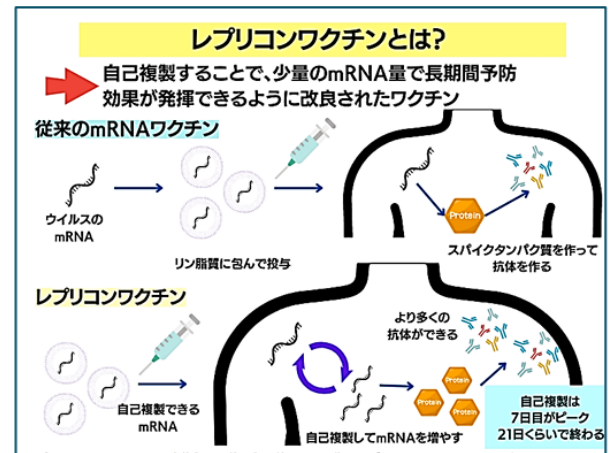 レプリコンワクチンとは?
自己複製することで、少量のmRNA量で長期間予防
効果が発揮できるように改良されたワクチン
従来のmRNAワクチン
ウイルスの
mRNA
リン脂質に包んで投与
Protein
スパイクタンパク質を作って
抗体を作る
レプリコンワクチン
自己複製できる
mRNA
自己複製してmRNAを増やす
Protein
Protein
Protein
より多くの
抗体ができる
自己複製は
7日目がピーク
21日くらいで終わる